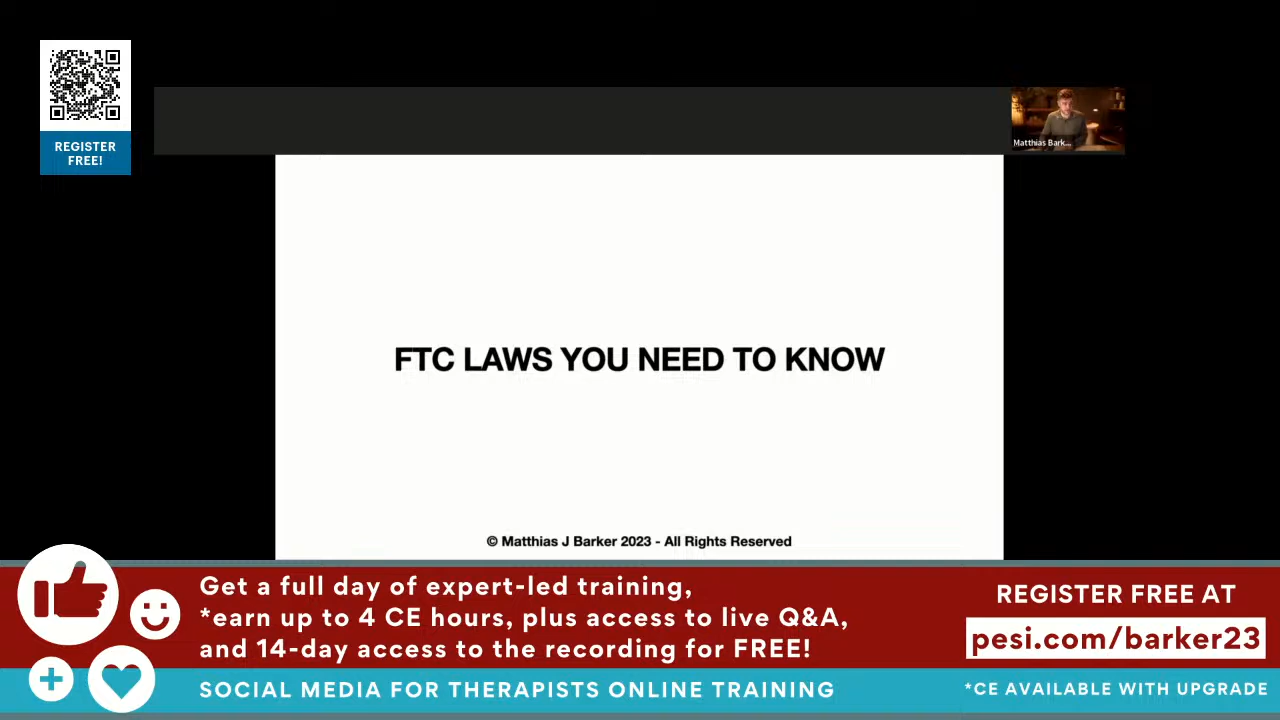 REGISTER
FREE!
Matthias Bark...
FTC LAWS YOU NEED TO KNOW
© Matthias J Barker 2023 - All Rights Reserved
Get a full day of expert-led training,
*earn up to 4 CE hours, plus access to live Q&A,
and 14-day access to the recording for FREE!
SOCIAL MEDIA FOR THERAPISTS ONLINE TRAINING
REGISTER FREE AT
pesi.com/barker23
*CE AVAILABLE WITH UPGRADE